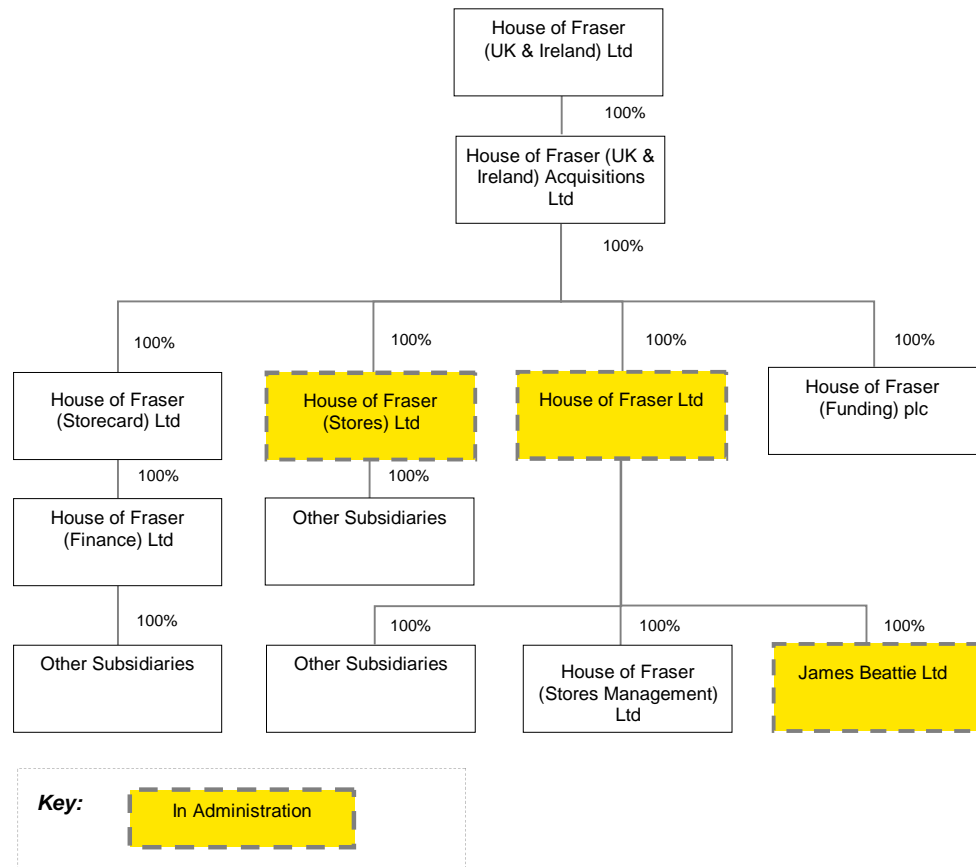 House of Fraser
(UK & Ireland) Ltd
100%
House of Fraser (UK &
Ireland) Acquisitions
Ltd
100%
100%
100%
100%
100%
House of Fraser
(Storecard) Ltd
House of Fraser
(Stores) Ltd
House of Fraser Ltd
House of Fraser
(Funding) plc
100%
100%
House of Fraser
(Finance) Ltd
Other Subsidiaries
100%
100%
100%
100%
Other Subsidiaries
Other Subsidiaries
House of Fraser
(Stores Management)
Ltd
James Beattie Ltd
Key:
In Administration